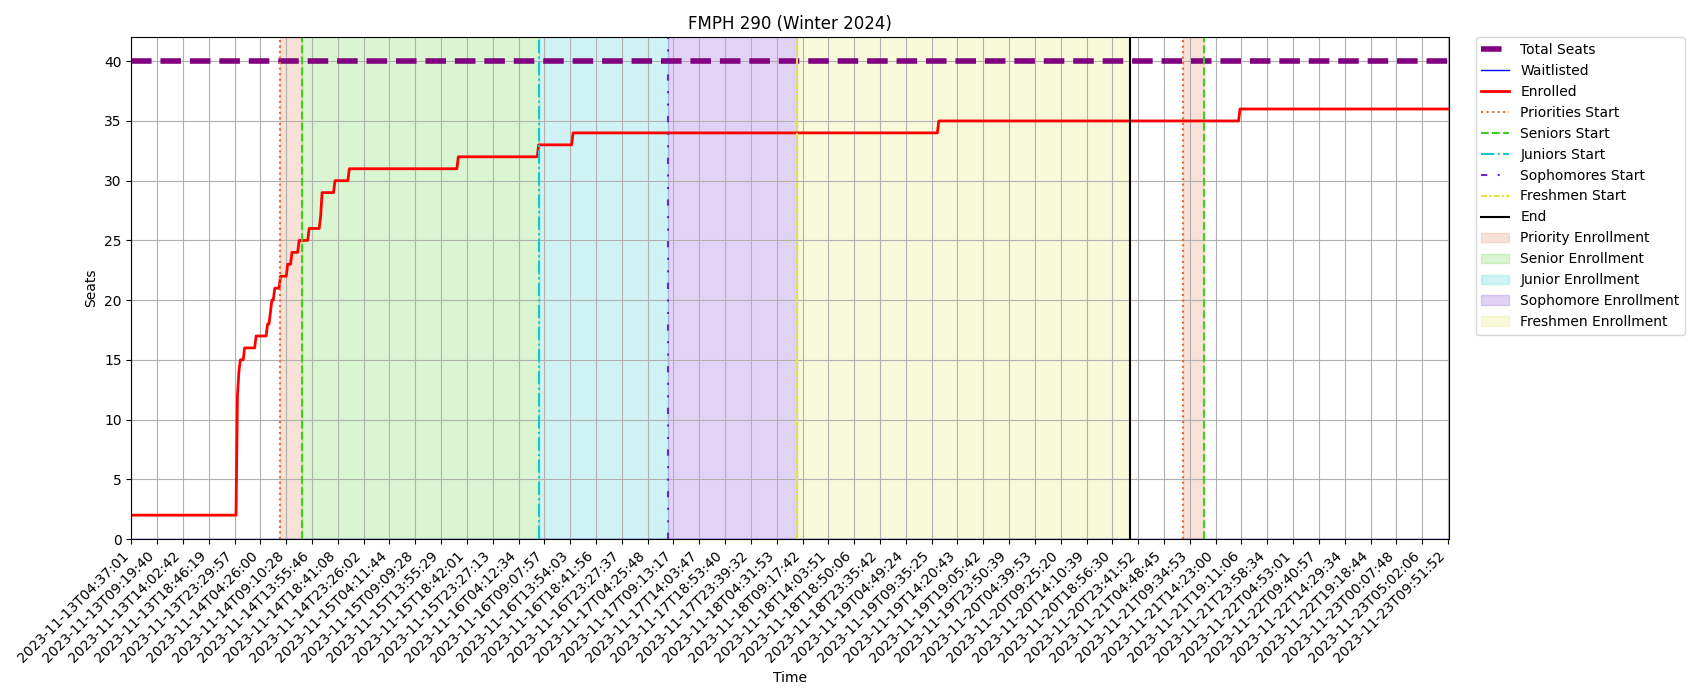 FMPH 290 (Winter 2024)
Seats
40
35
30
25
20
15
10
5
0
2023-11-13T04:37:01
2023-11-13T09:19:40
2023-11-13T14:02:42
2023-11-13T18:46:19
2023-11-13T23:29:57
2023-11-14T04:26:00
2023-11-14T09:10:28
2023-11-14T13:55:46
2023-11-14T18:41:08
2023-11-14T23:26:02
2023-11-15T04:11:44
2023-11-15T09:09:28
2023-11-15T13:55:29
2023-11-15T18:42:01
2023-11-15T23:27:13
2023-11-16T04:12:34
2023-11-16T09:07:57
2023-11-16T13:54:03
2023-11-16T18:41:56
2023-11-16T23:27:37
2023-11-17T04:25:48
2023-11-17T09:13:17
2023-11-17T14:03:47
2023-11-17T18:53:40
2023-11-17T23:39:32
2023-11-18T04:31:53
2023-11-18T09:17:42
2023-11-18T14:03:51
2023-11-18T18:50:06
2023-11-18T23:35:42
2023-11-19T04:49:24
2023-11-19T09:35:25
2023-11-19T14:20:43
2023-11-19T19:05:42
2023-11-19T23:50:39
2023-11-20T04:39:53
2023-11-20T09:25:20
2023-11-20T14:10:39
2023-11-20T18:56:30
2023-11-20T23:41:52
2023-11-21T04:48:45
2023-11-21T09:34:53
2023-11-21T14:23:00
2023-11-21T19:11:06
2023-11-21T23:58:34
2023-11-22T04:53:01
2023-11-22T09:40:57
2023-11-22T14:29:34
2023-11-22T19:18:44
2023-11-23T00:07:48
2023-11-23T05:02:06
2023-11-23T09:51:52
Time
Total Seats
Waitlisted
Enrolled
Priorities Start
Seniors Start
Juniors Start
Sophomores Start
Freshmen Start
End
Priority Enrollment
Senior Enrollment
Junior Enrollment
Sophomore Enrollment
Freshmen Enrollment